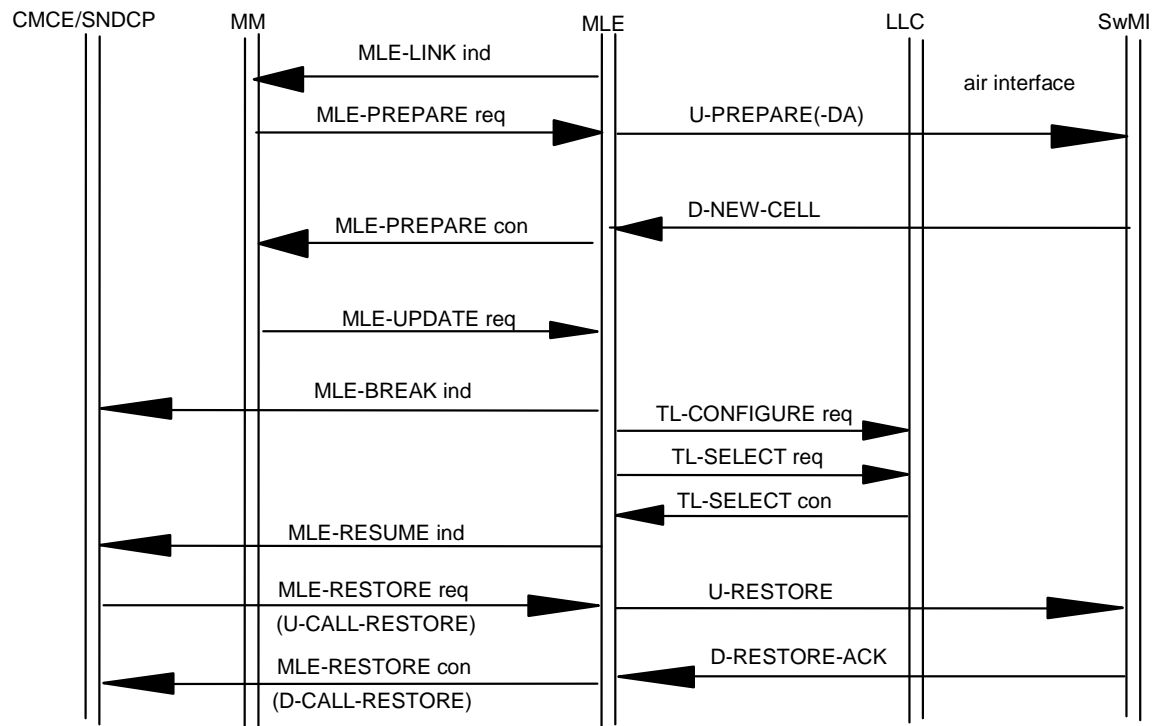 CMCE/SNDCP
MM
MLE
LLC
SwMI
MLE-LINK ind
air interface
MLE-PREPARE req
U-PREPARE(-DA)
D-NEW-CELL
MLE-PREPARE con
MLE-UPDATE req
MLE-BREAK ind
TL-CONFIGURE req
TL-SELECT req
TL-SELECT con
MLE-RESUME ind
MLE-RESTORE req
(U-CALL-RESTORE)
U-RESTORE
D-RESTORE-ACK
MLE-RESTORE con
(D-CALL-RESTORE)